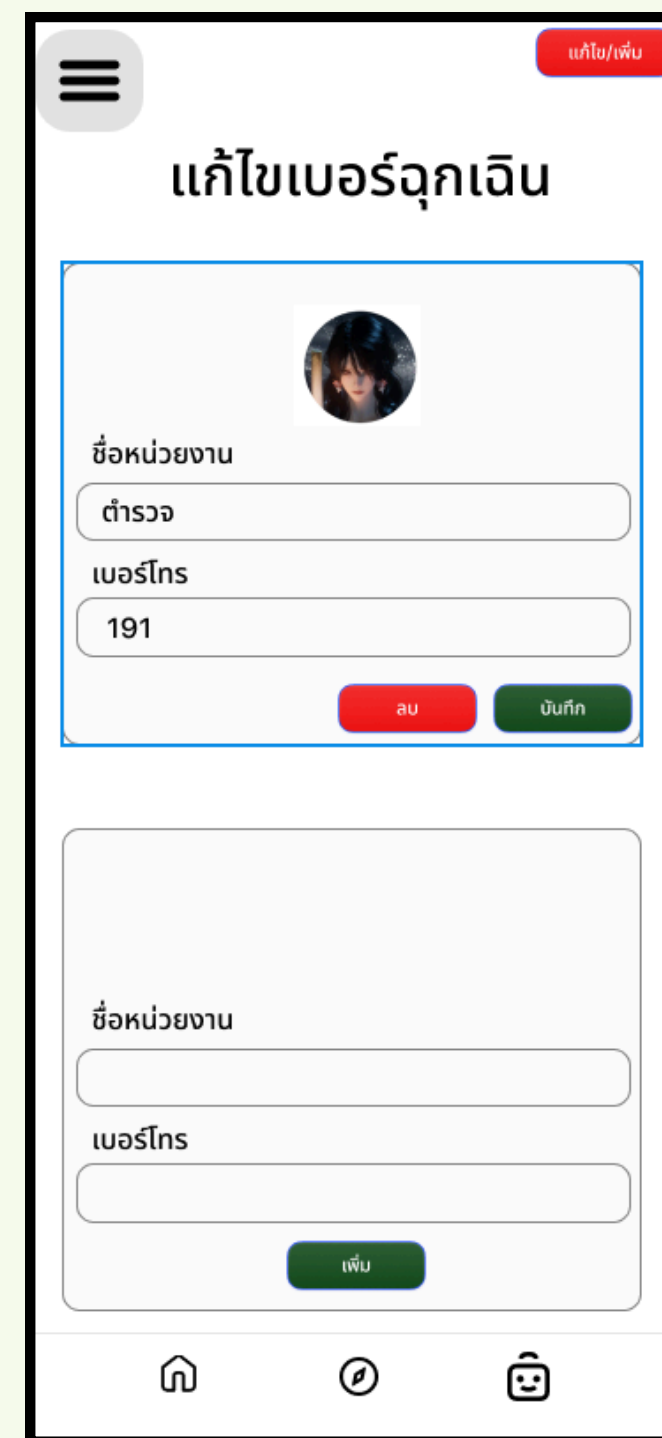 แก้ไข/เพิ่ม
แก้ไขเบอร์ฉุกเฉิน
ชื่อหน่วยงาน
ตำรวจ
เบอร์โทร
191
ลบ
บันทึก
ชื่อหน่วยงาน
เบอร์โทร
เพิ่ม